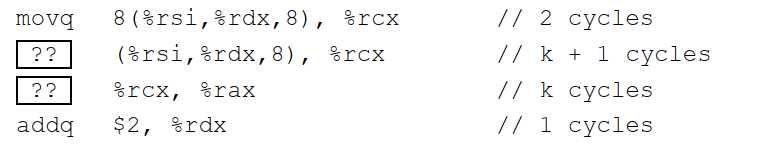 movq 8(%rsi,%rdx,8), %rcx // 2 cycles
?? (%rsi,%rdx,8), %rcx // k + 1 cycles
?? %rcx, %rax // k cycles
addq $2, %rdx // 1 cycles